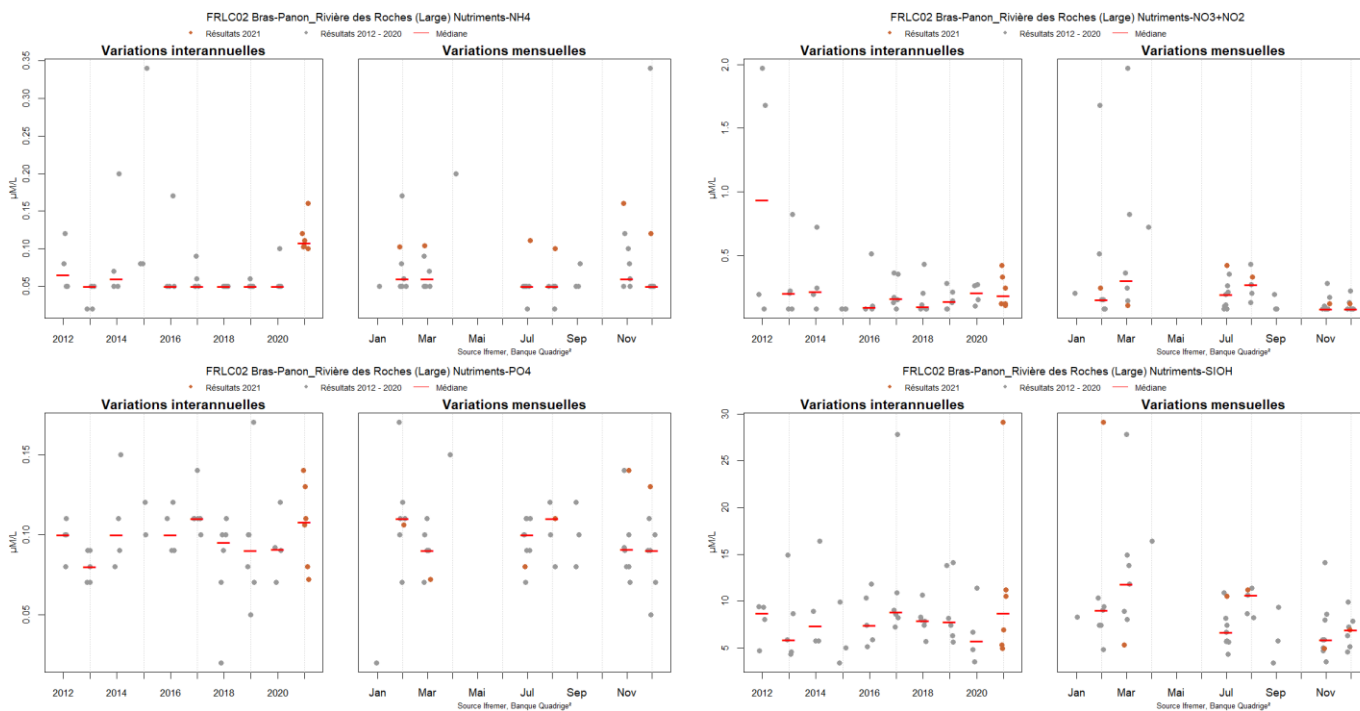 FRLC02 Bras-Panon_Rivière des Roches (Large) Nutriments-NH4
Résultats 2021 Résultats 2012 - 2020 Médiane
Variations interannuelles Variations mensuelles
µM/L
0.35
0.30
0.25
0.20
0.15
0.10
0.05
2012 2014 2016 2018 2020
Jan Mar Mai Jul Sep Nov
Source Ifremer, Banque Quadrige²
FRLC02 Bras-Panon_Rivière des Roches (Large) Nutriments-NO3+NO2
Résultats 2021 Résultats 2012 - 2020 Médiane
Variations interannuelles Variations mensuelles
µM/L
2.0
1.5
1.0
0.5
2012 2014 2016 2018 2020
Jan Mar Mai Jul Sep Nov
Source Ifremer, Banque Quadrige²
FRLC02 Bras-Panon_Rivière des Roches (Large) Nutriments-PO4
Résultats 2021 Résultats 2012 - 2020 Médiane
Variations interannuelles Variations mensuelles
µM/L
0.15
0.10
0.05
2012 2014 2016 2018 2020
Jan Mar Mai Jul Sep Nov
Source Ifremer, Banque Quadrige²
FRLC02 Bras-Panon_Rivière des Roches (Large) Nutriments-SIOH
Résultats 2021 Résultats 2012 - 2020 Médiane
Variations interannuelles Variations mensuelles
µM/L
30
25
20
15
10
5
2012 2014 2016 2018 2020
Jan Mar Mai Jul Sep Nov
Source Ifremer, Banque Quadrige²